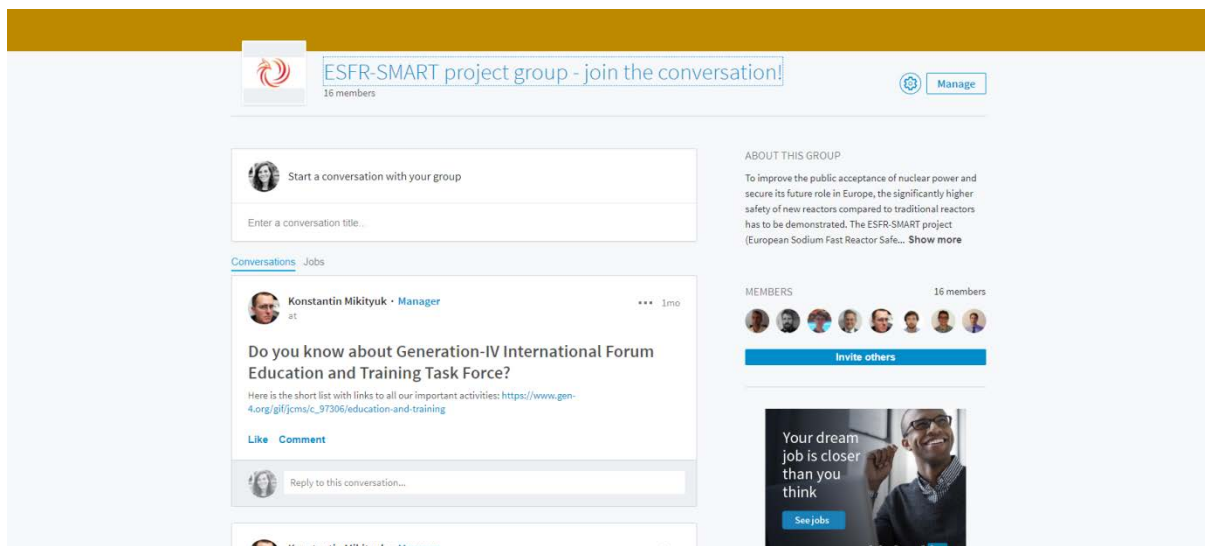 ESFR-SMART project group - join the conversation!
16 members
Manage
Start a conversation with your group
Enter a conversation title...
Conversations Jobs
Konstantin Mikityuk · Manager
at
••• 1mo
Do you know about Generation-IV International Forum
Education and Training Task Force?
Here is the short list with links to all our important activities: https://www.gen-
4.org/gif/jcms/c_97306/education-and-training
Like Comment
Reply to this conversation...
ABOUT THIS GROUP
To improve the public acceptance of nuclear power and
secure its future role in Europe, the significantly higher
safety of new reactors compared to traditional reactors
has to be demonstrated. The ESFR-SMART project
(European Sodium Fast Reactor Safe... Show more
MEMBERS 16 members
Invite others
Your dream
job is closer
than you
think
See jobs